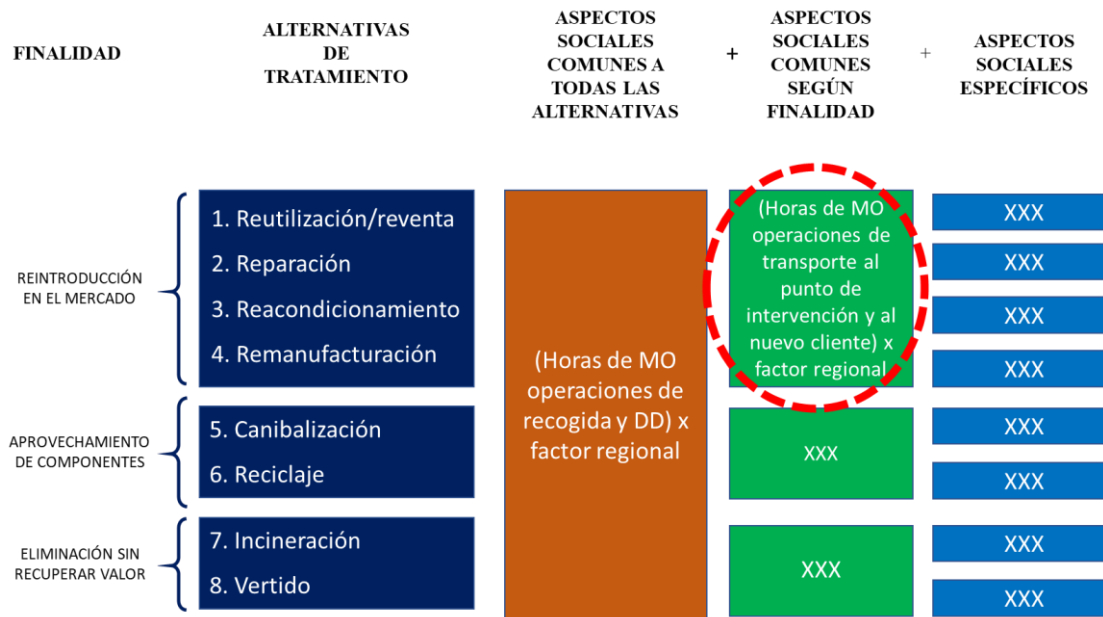 FINALIDAD
ALTERNATIVAS
DE
TRATAMIENTO
ASPECTOS
SOCIALES
COMUNES A
TODAS LAS
ALTERNATIVAS
+
ASPECTOS
SOCIALES
COMUNES
SEGÚN
FINALIDAD
+
ASPECTOS
SOCIALES
ESPECÍFICOS
REINTRODUCCIÓN
EN EL MERCADO
1. Reutilización/reventa
2. Reparación
3. Reacondicionamiento
4. Remanufacturación
APROVECHAMIENTO
DE COMPONENTES
5. Canibalización
6. Reciclaje
ELIMINACIÓN SIN
RECUPERAR VALOR
7. Incineración
8. Vertido
(Horas de MO
operaciones de
recogida y DD) x
factor regional
(Horas de MO
operaciones de
transporte al
punto de
intervención y al
nuevo cliente) x
factor regional
XXX
XXX
XXX
XXX
XXX
XXX
XXX
XXX
XXX
XXX